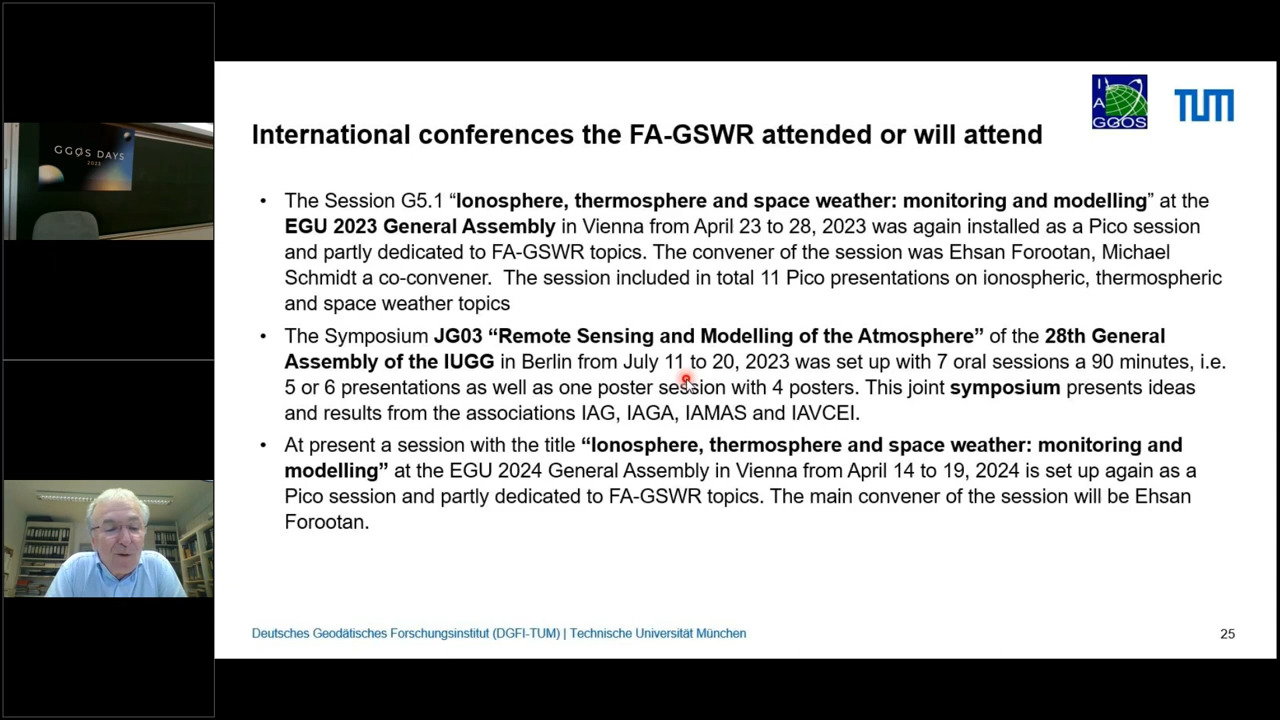 GGOS DAYS
2023
I
A
G
GGOS
TUM
International conferences the FA-GSWR attended or will attend
• The Session G5.1 “Ionosphere, thermosphere and space weather: monitoring and modelling” at the
EGU 2023 General Assembly in Vienna from April 23 to 28, 2023 was again installed as a Pico session
and partly dedicated to FA-GSWR topics. The convener of the session was Ehsan Forootan, Michael
Schmidt a co-convener. The session included in total 11 Pico presentations on ionospheric, thermospheric
and space weather topics
• The Symposium JG03 “Remote Sensing and Modelling of the Atmosphere” of the 28th General
Assembly of the IUGG in Berlin from July 11 to 20, 2023 was set up with 7 oral sessions a 90 minutes, i.e.
5 or 6 presentations as well as one poster session with 4 posters. This joint symposium presents ideas
and results from the associations IAG, IAGA, IAMAS and IAVCEI.
• At present a session with the title “Ionosphere, thermosphere and space weather: monitoring and
modelling” at the EGU 2024 General Assembly in Vienna from April 14 to 19, 2024 is set up again as a
Pico session and partly dedicated to FA-GSWR topics. The main convener of the session will be Ehsan
Forootan.
Deutsches Geodätisches Forschungsinstitut (DGFI-TUM) | Technische Universität München
25